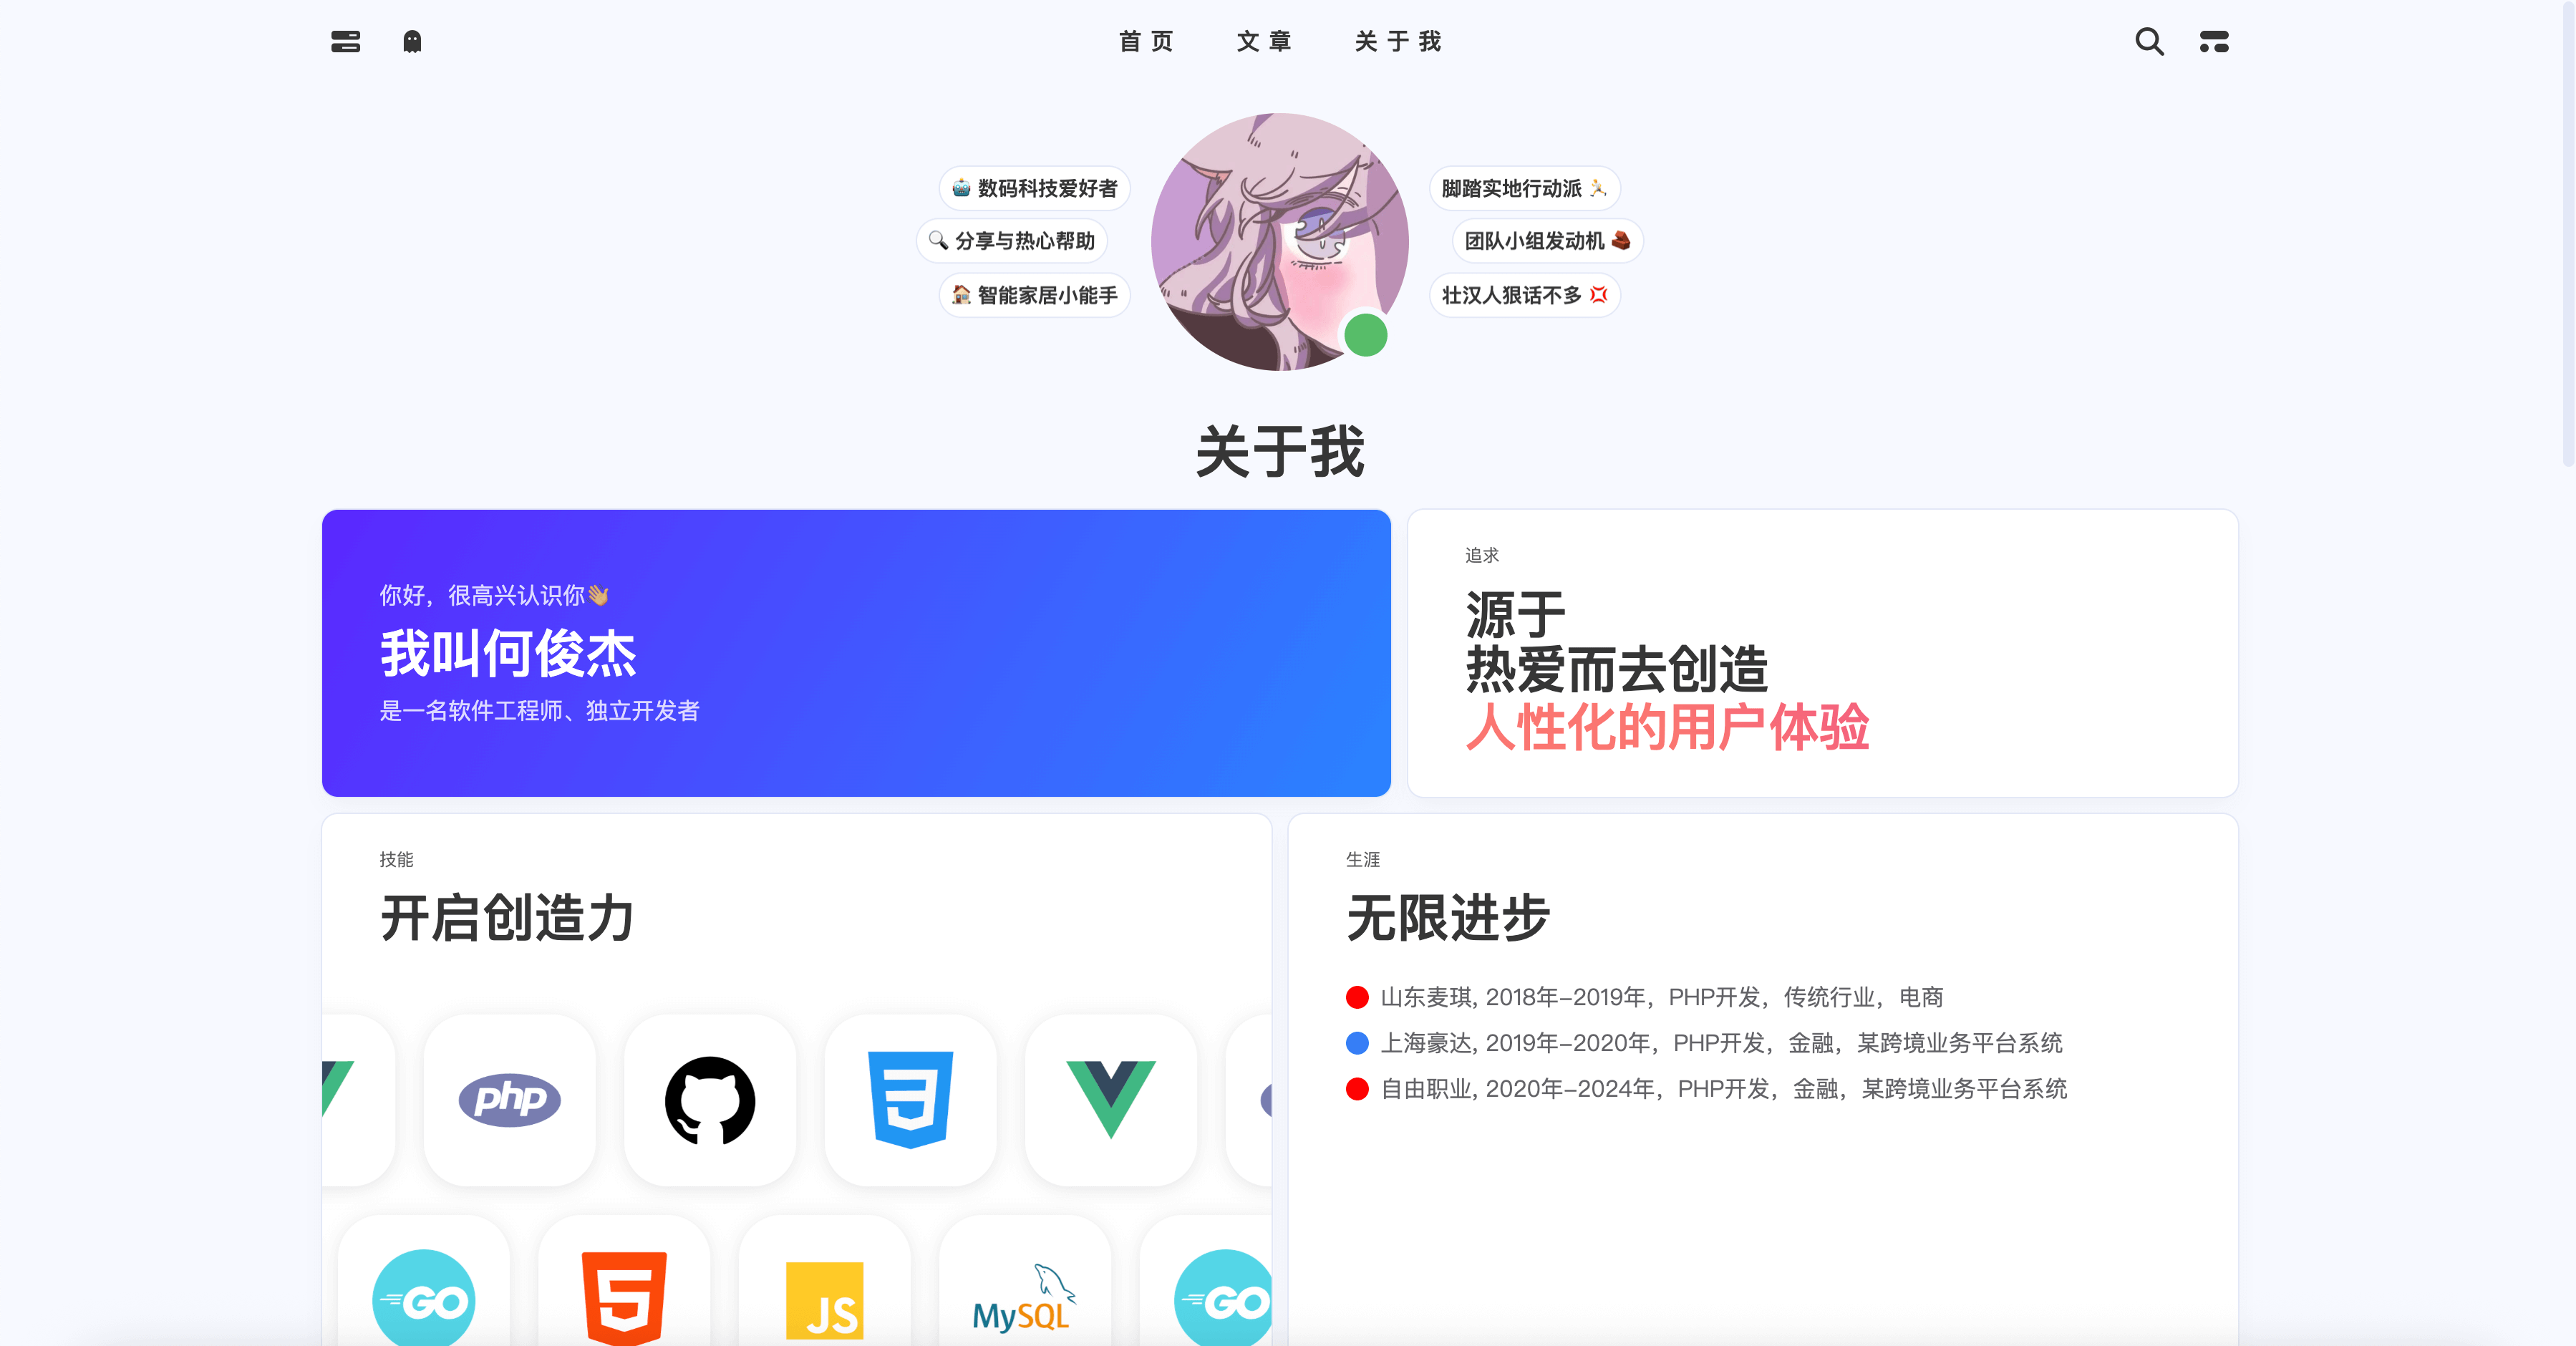 首页 文章 关于我
🤖 数码科技爱好者
🔍 分享与热心帮助
🏠 智能家居小能手
脚踏实地行动派 🏃
团队小组发动机 🧱
壮汉人狠话不多 💢
关于我
你好，很高兴认识你👋
我叫何俊杰
是一名软件工程师、独立开发者
追求
源于
热爱而去创造
人性化的用户体验
技能
开启创造力
php
GO
JS
MySQL
GO
生涯
无限进步
山东麦琪, 2018年-2019年，PHP开发，传统行业，电商
上海豪达, 2019年-2020年，PHP开发，金融，某跨境业务平台系统
自由职业, 2020年-2024年，PHP开发，金融，某跨境业务平台系统